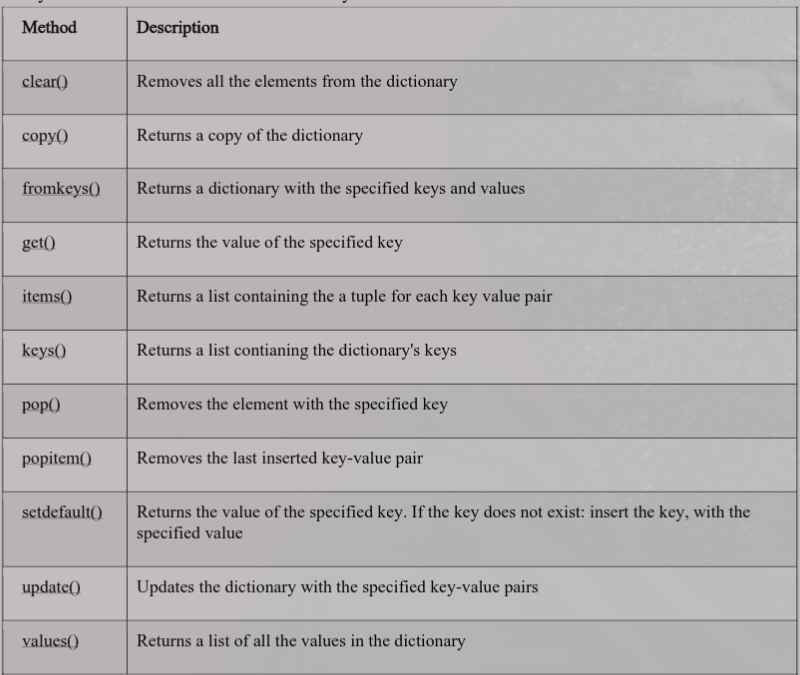 Method Description
clear() Removes all the elements from the dictionary
copy() Returns a copy of the dictionary
fromkeys() Returns a dictionary with the specified keys and values
get() Returns the value of the specified key
items() Returns a list containing the a tuple for each key value pair
keys() Returns a list contianing the dictionary's keys
pop() Removes the element with the specified key
popitem() Removes the last inserted key-value pair
setdefault() Returns the value of the specified key. If the key does not exist: insert the key, with the
specified value
update() Updates the dictionary with the specified key-value pairs
values() Returns a list of all the values in the dictionary